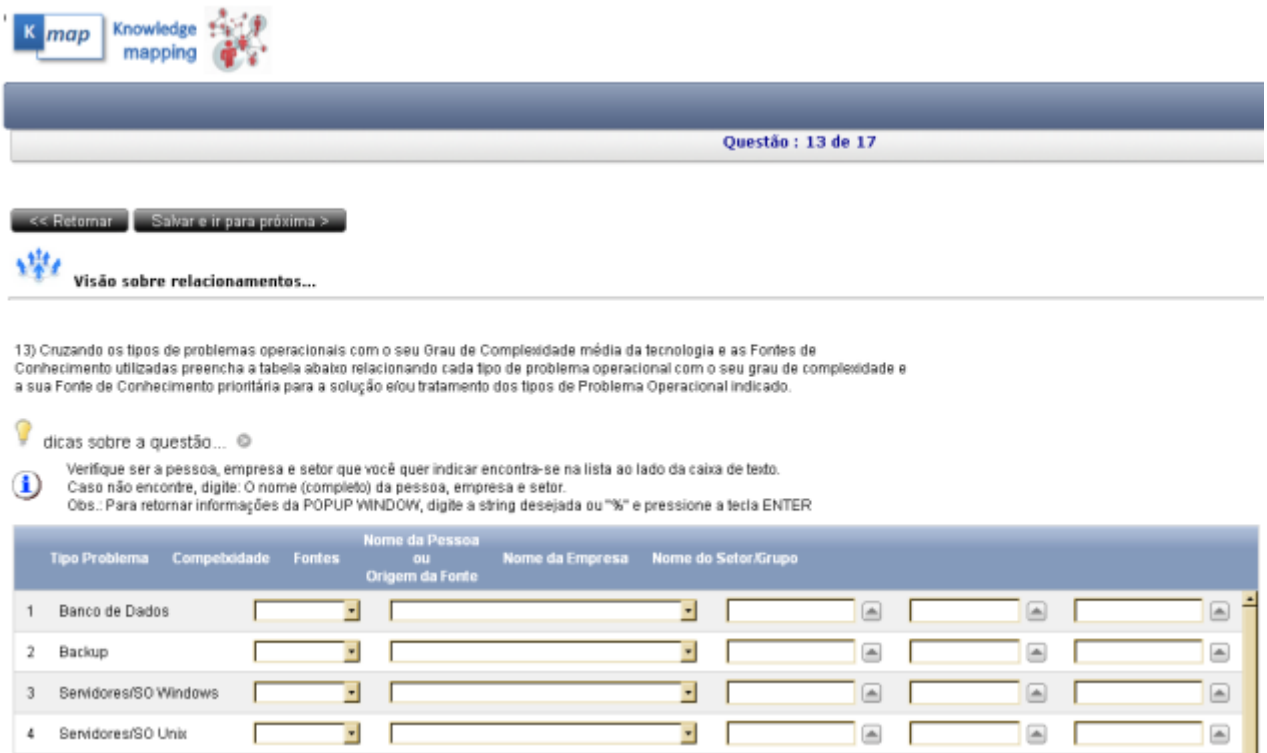 K map Knowledge
mapping
Questão : 13 de 17
<< Retornar Salvar e ir para próxima >
Visão sobre relacionamentos...
13) Cruzando os tipos de problemas operacionais com o seu Grau de Complexidade média da tecnologia e as Fontes de
Conhecimento utilizadas preencha a tabela abaixo relacionando cada tipo de problema operacional com o seu grau de complexidade e
a sua Fonte de Conhecimento prioritária para a solução e/ou tratamento dos tipos de Problema Operacional indicado.
dicas sobre a questão...
Verifique ser a pessoa, empresa e setor que você quer indicar encontra-se na lista ao lado da caixa de texto.
Caso não encontre, digite: O nome (completo) da pessoa, empresa e setor.
Obs.: Para retornar informações da POPUP WINDOW, digite a string desejada ou "%" e pressione a tecla ENTER
Nome da Pessoa
Tipo Problema Compelxidade Fontes ou Nome da Empresa Nome do Setor/Grupo
Origem da Fonte
1 Banco de Dados
2 Backup
3 Servidores/SO Windows
4 Servidores/SO Unix